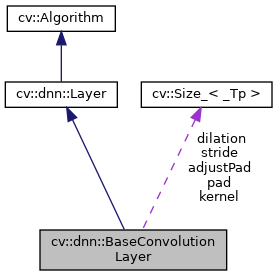 cv::Algorithm
cv::dnn::Layer
cv::Size_< _Tp >
dilation
stride
adjustPad
pad
kernel
cv::dnn::BaseConvolution
Layer